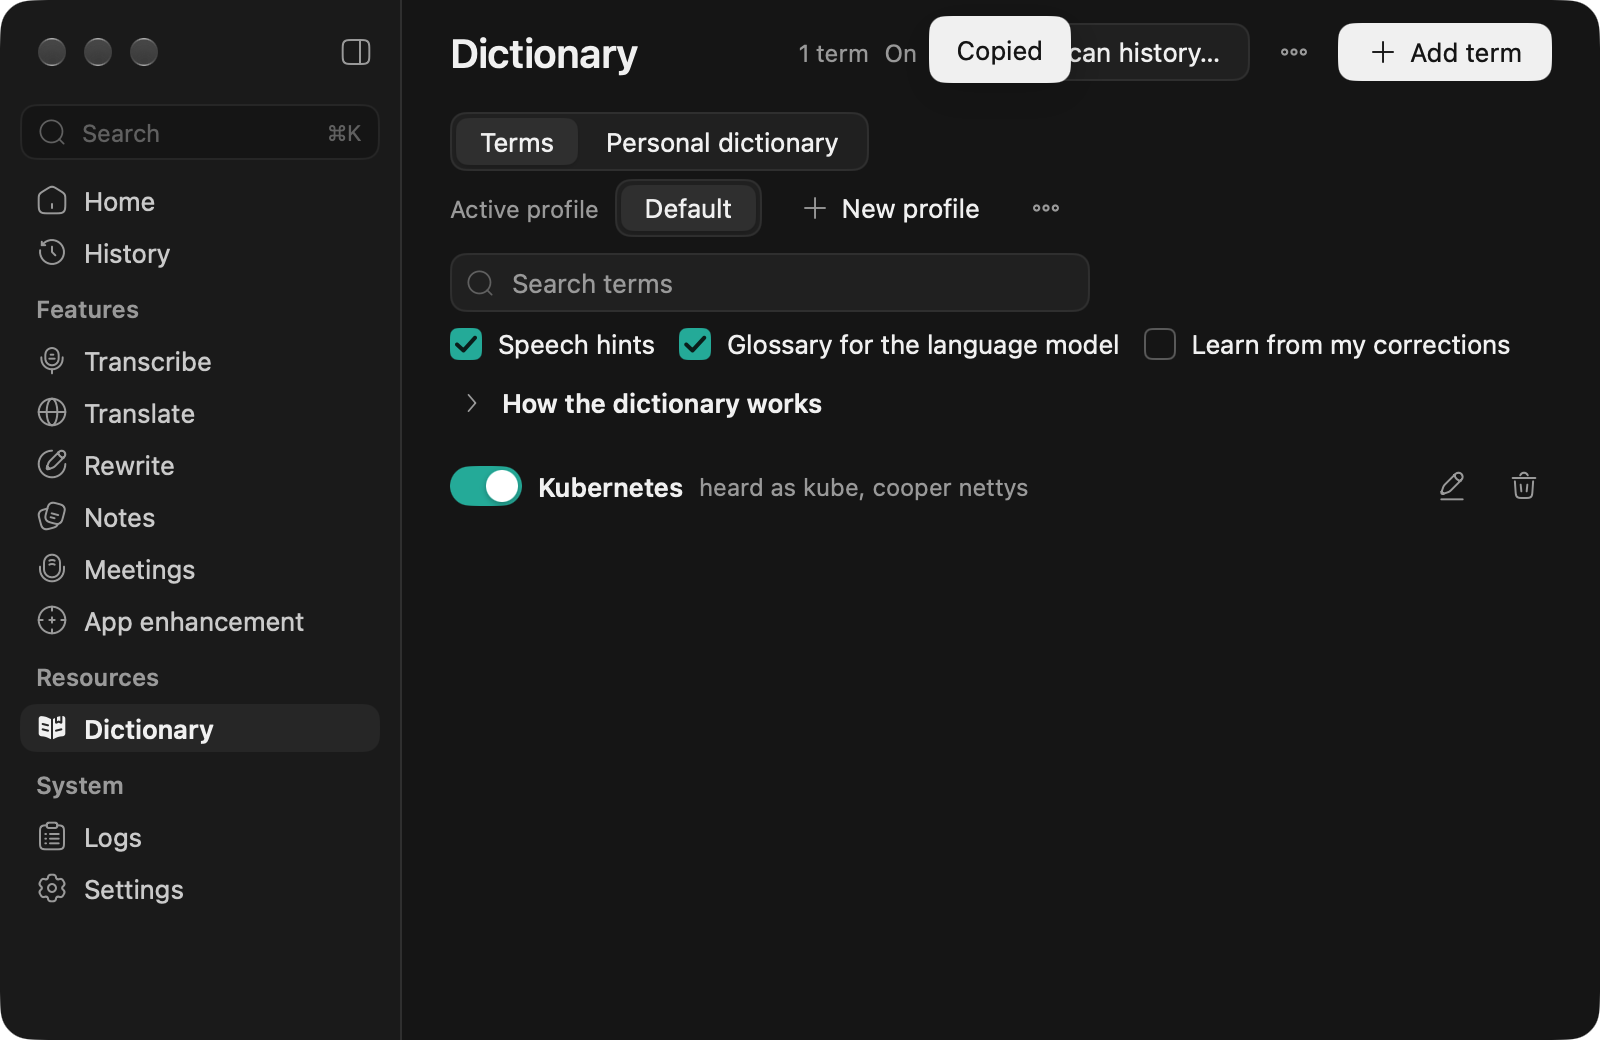 Search ⌘K
Home
History
Features
Transcribe
Translate
Rewrite
Notes
Meetings
App enhancement
Resources
Dictionary
System
Logs
Settings
Dictionary 1 term On Copied can history... Add term
Terms Personal dictionary
Active profile Default New profile
Search terms
Speech hints Glossary for the language model Learn from my corrections
How the dictionary works
Kubernetes heard as kube, cooper nettys